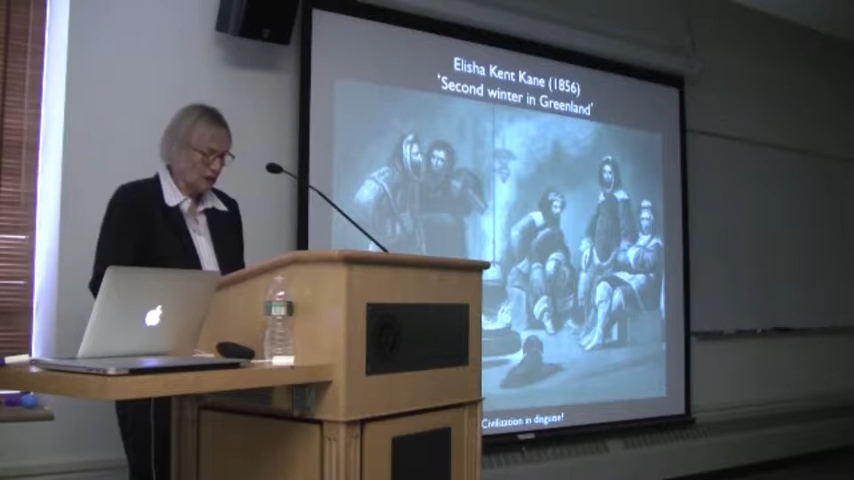 Elisha Kent Kane (1856)
'Second winter in Greenland'
Civilization in disguise!